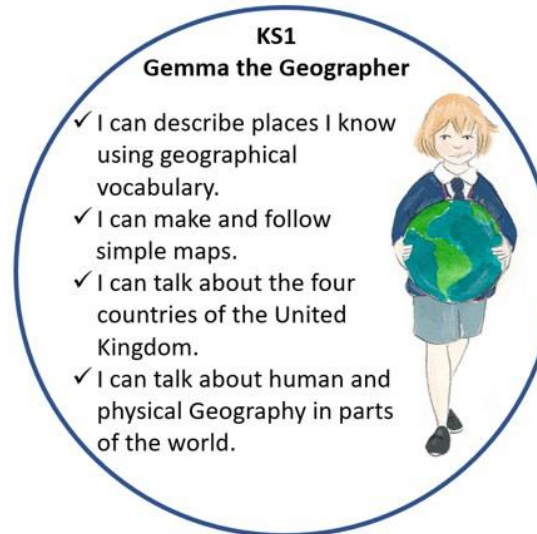 KS1
Gemma the Geographer
✓ I can describe places I know
using geographical
vocabulary.
✓ I can make and follow
simple maps.
✓ I can talk about the four
countries of the United
Kingdom.
✓ I can talk about human and
physical Geography in parts
of the world.